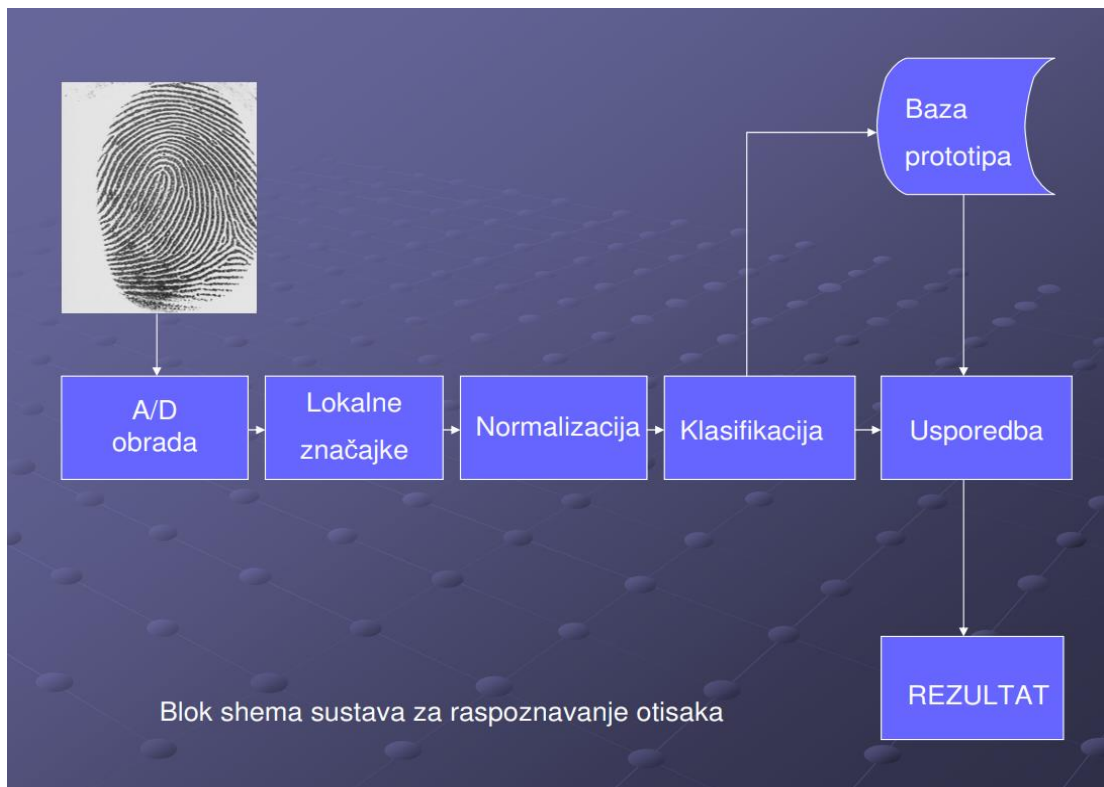 Baza
prototipa
A/D
obrada
Lokalne
značajke
Normalizacija
Klasifikacija
Usporedba
REZULTAT
Blok shema sustava za raspoznavanje otisaka